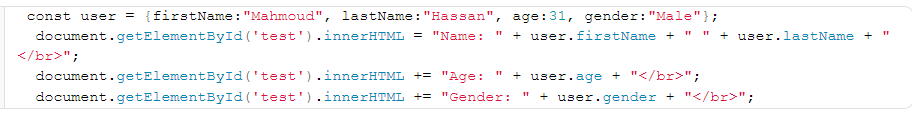 const user = {firstName:"Mahmoud", lastName:"Hassan", age:31, gender:"Male"};
document.getElementById('test').innerHTML = "Name: " + user.firstName + " " + user.lastName + "
</br>";
document.getElementById('test').innerHTML += "Age: " + user.age + "</br>";
document.getElementById('test').innerHTML += "Gender: " + user.gender + "</br>";